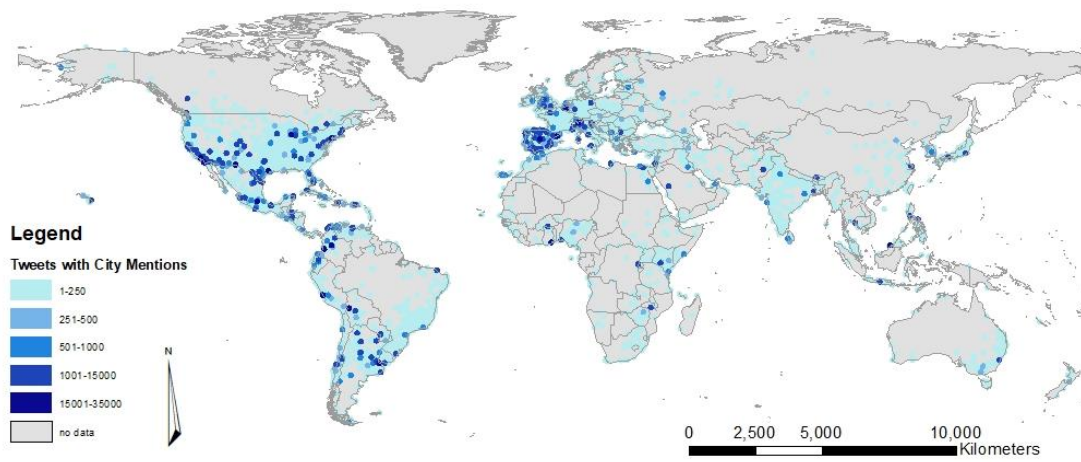 Legend
Tweets with City Mentions
1-250
251-500
501-1000
1001-15000
15001-35000
no data
N
0 2,500 5,000 10,000
Kilometers